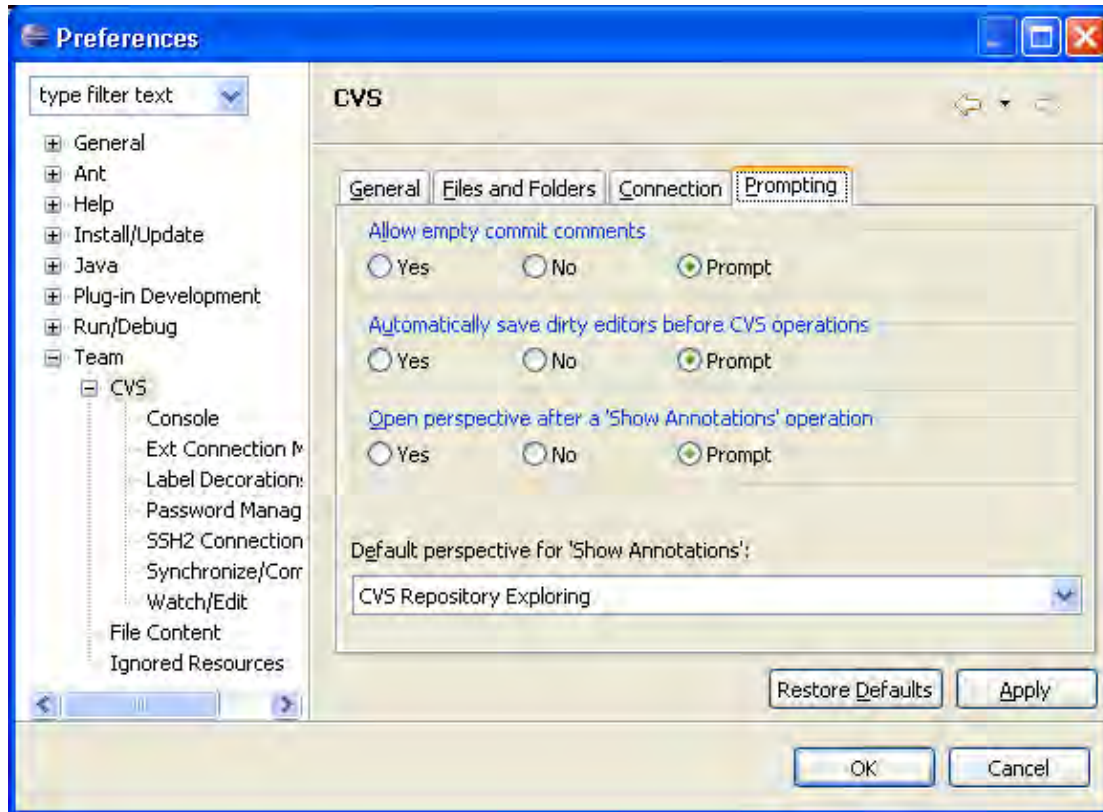 Preferences
type filter text
General
Ant
Help
Install/Update
Java
Plug-in Development
Run/Debug
Team
CVS
Console
Ext Connection M
Label Decoration
Password Manag
SSH2 Connection
Synchronize/Com
Watch/Edit
File Content
Ignored Resources
CVS
General Files and Folders Connection Prompting
Allow empty commit comments
Yes No Prompt
Automatically save dirty editors before CVS operations
Yes No Prompt
Open perspective after a 'Show Annotations' operation
Yes No Prompt
Default perspective for 'Show Annotations':
CVS Repository Exploring
Restore Defaults Apply
OK Cancel